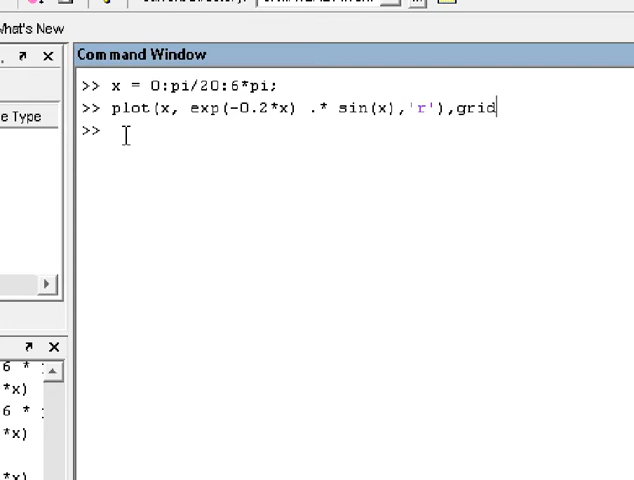 What's New
Command Window
>> x = 0:pi/20:6*pi;
>> plot(x, exp(-0.2*x) .* sin(x),'r'),grid
e Type
>>
6 *
*x)
6 *
*x)
*x)